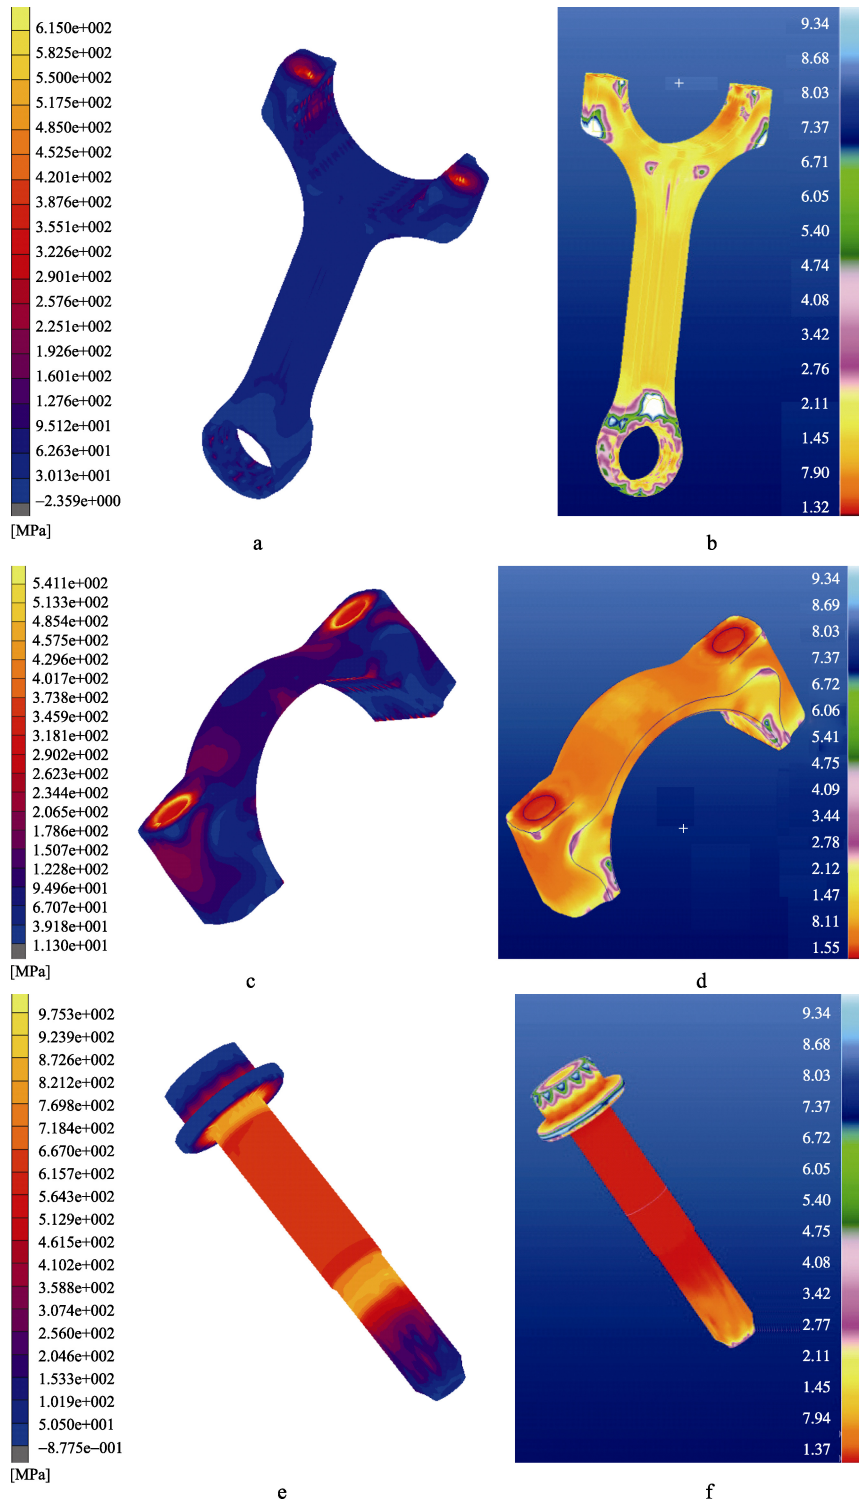 6.150e+002
5.825e+002
5.500e+002
5.175e+002
4.850e+002
4.525e+002
4.201e+002
3.876e+002
3.551e+002
3.226e+002
2.901e+002
2.576e+002
2.251e+002
1.926e+002
1.601e+002
1.276e+002
9.512e+001
6.263e+001
3.013e+001
−2.359e+000
[MPa]
a
9.34
8.68
8.03
7.37
6.71
6.05
5.40
4.74
4.08
3.42
2.76
2.11
1.45
7.90
1.32
b
5.411e+002
5.133e+002
4.854e+002
4.575e+002
4.296e+002
4.017e+002
3.738e+002
3.459e+002
3.181e+002
2.902e+002
2.623e+002
2.344e+002
2.065e+002
1.786e+002
1.507e+002
1.228e+002
9.496e+001
6.707e+001
3.918e+001
1.130e+001
[MPa]
c
9.34
8.69
8.03
7.37
6.72
6.06
5.41
4.75
4.09
3.44
2.78
2.12
1.47
8.11
1.55
d
9.753e+002
9.239e+002
8.726e+002
8.212e+002
7.698e+002
7.184e+002
6.670e+002
6.157e+002
5.643e+002
5.129e+002
4.615e+002
4.102e+002
3.588e+002
3.074e+002
2.560e+002
2.046e+002
1.533e+002
1.019e+002
5.050e+001
−8.775e−001
[MPa]
e
9.34
8.68
8.03
7.37
6.72
6.05
5.40
4.75
4.08
3.42
2.77
2.11
1.45
7.94
1.37
f